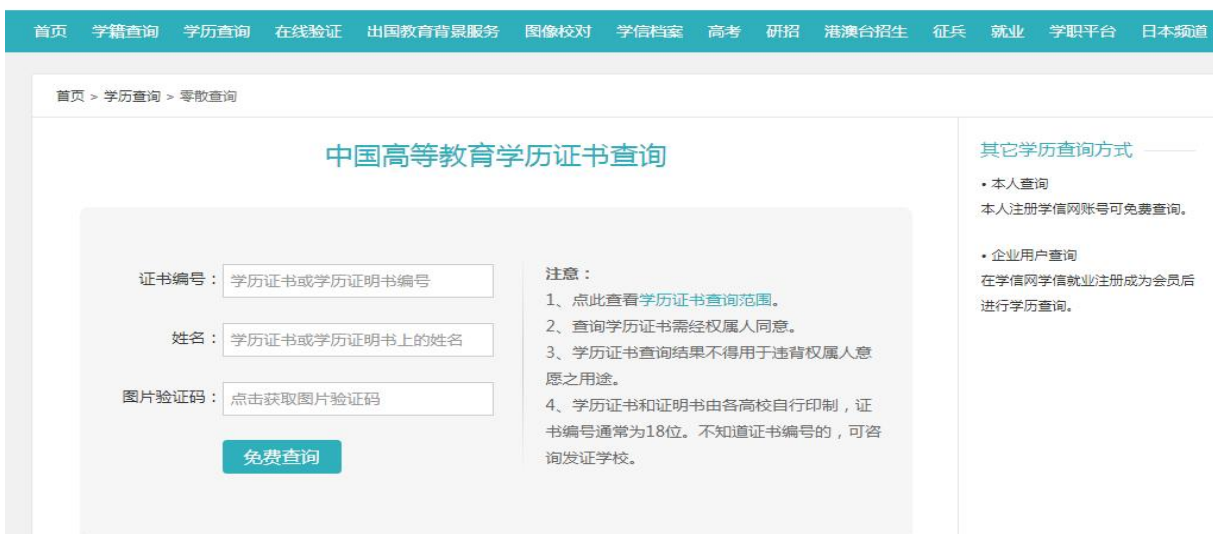 首页 学籍查询 学历查询 在线验证 出国教育背景服务 图像校对 学信档案 高考 研招 港澳台招生 征兵 就业 学职平台 日本频道
首页 > 学历查询 > 零散查询
中国高等教育学历证书查询
证书编号：学历证书或学历证明书编号
姓名：学历证书或学历证明书上的姓名
图片验证码：点击获取图片验证码
免费查询
注意：
1、点此查看学历证书查询范围。
2、查询学历证书需经权属人同意。
3、学历证书查询结果不得用于违背权属人意
愿之用途。
4、学历证书和证明书由各高校自行印制，证
书编号通常为18位。不知道证书编号的，可咨
询发证学校。
其它学历查询方式
• 本人查询
本人注册学信网账号可免费查询。
• 企业用户查询
在学信网学信就业注册成为会员后
进行学历查询。